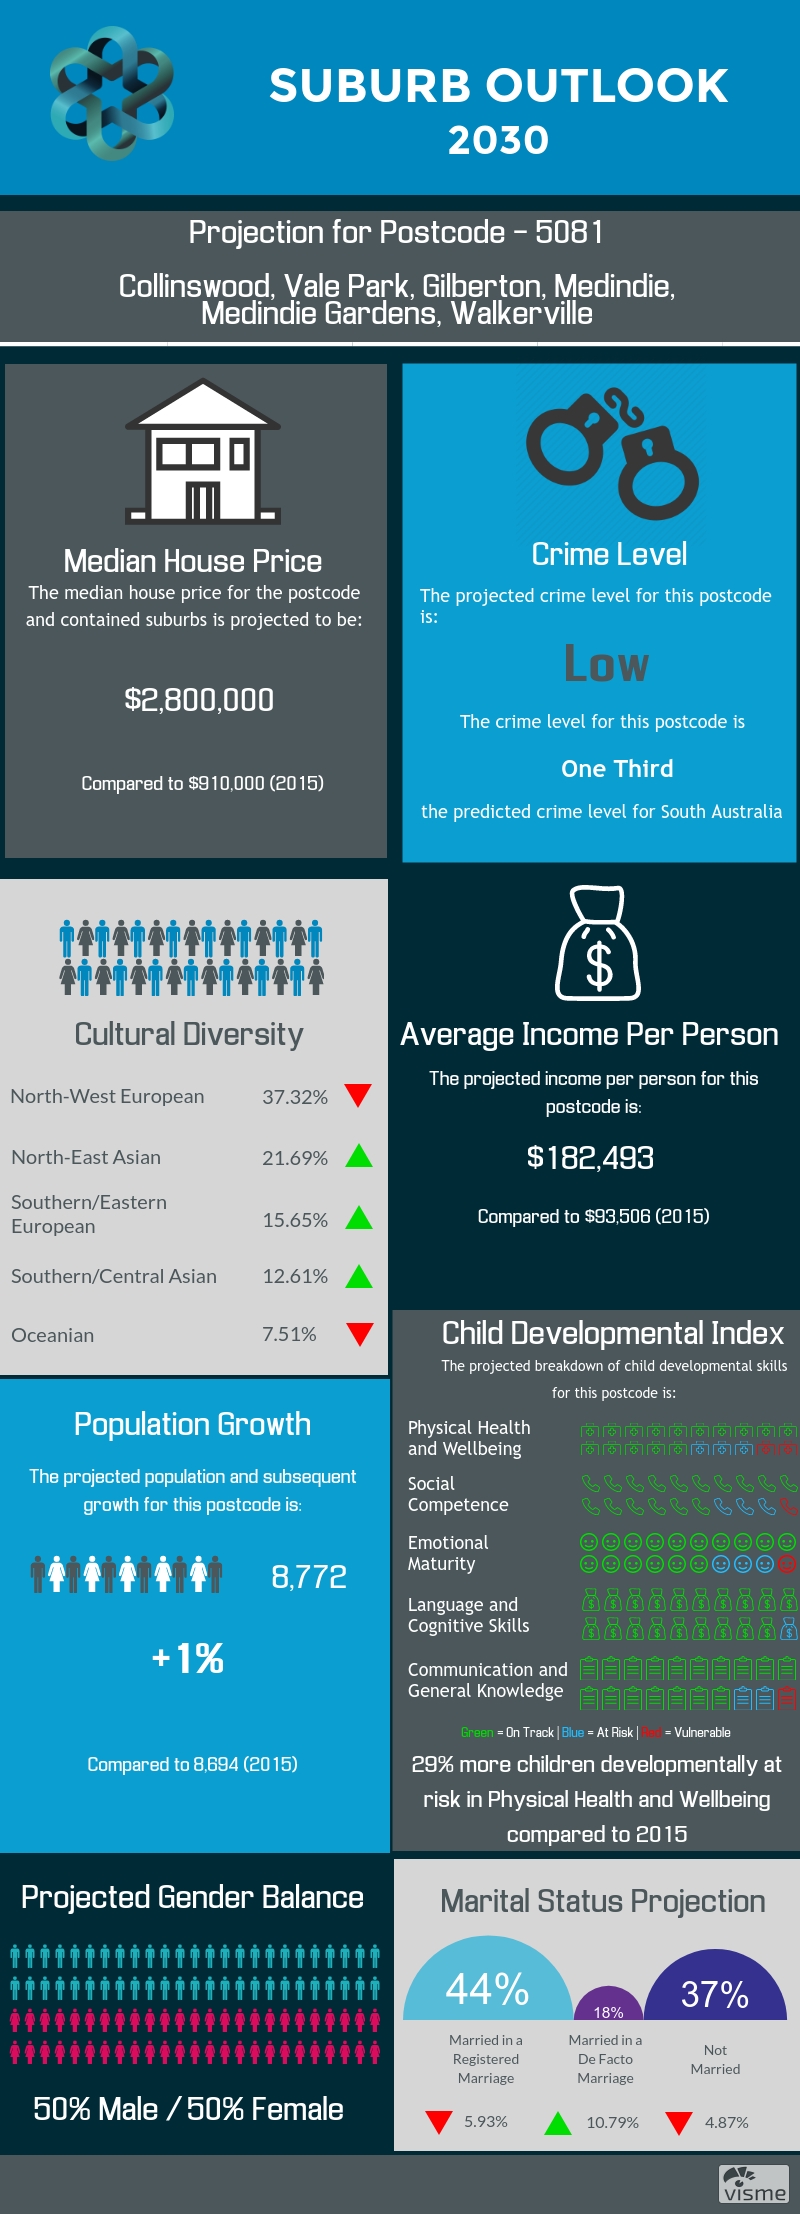 SUBURB OUTLOOK
2030
Projection for Postcode - 5081
Collinswood, Vale Park, Gilberton, Medindie,
Medindie Gardens, Walkerville
Median House Price
The median house price for the postcode
and contained suburbs is projected to be:
$2,800,000
Compared to $910,000 (2015)
Crime Level
The projected crime level for this postcode
is:
Low
The crime level for this postcode is
One Third
the predicted crime level for South Australia
Cultural Diversity
North-West European 37.32%
North-East Asian 21.69%
Southern/Eastern
European 15.65%
Southern/Central Asian 12.61%
Oceanian 7.51%
$
Average Income Per Person
The projected income per person for this
postcode is:
$182,493
Compared to $93,506 (2015)
Population Growth
The projected population and subsequent
growth for this postcode is:
8,772
+1%
Compared to 8,694 (2015)
Child Developmental Index
The projected breakdown of child developmental skills
for this postcode is:
Physical Health
and Wellbeing
Social
Competence
Emotional
Maturity
Language and
Cognitive Skills
Communication and
General Knowledge
Green = On Track | Blue = At Risk | Red = Vulnerable
29% more children developmentally at
risk in Physical Health and Wellbeing
compared to 2015
Projected Gender Balance
50% Male / 50% Female
Marital Status Projection
44% 18% 37%
Married in a
Registered
Marriage
Married in a
De Facto
Marriage
Not
Married
5.93% 10.79% 4.87%
visme